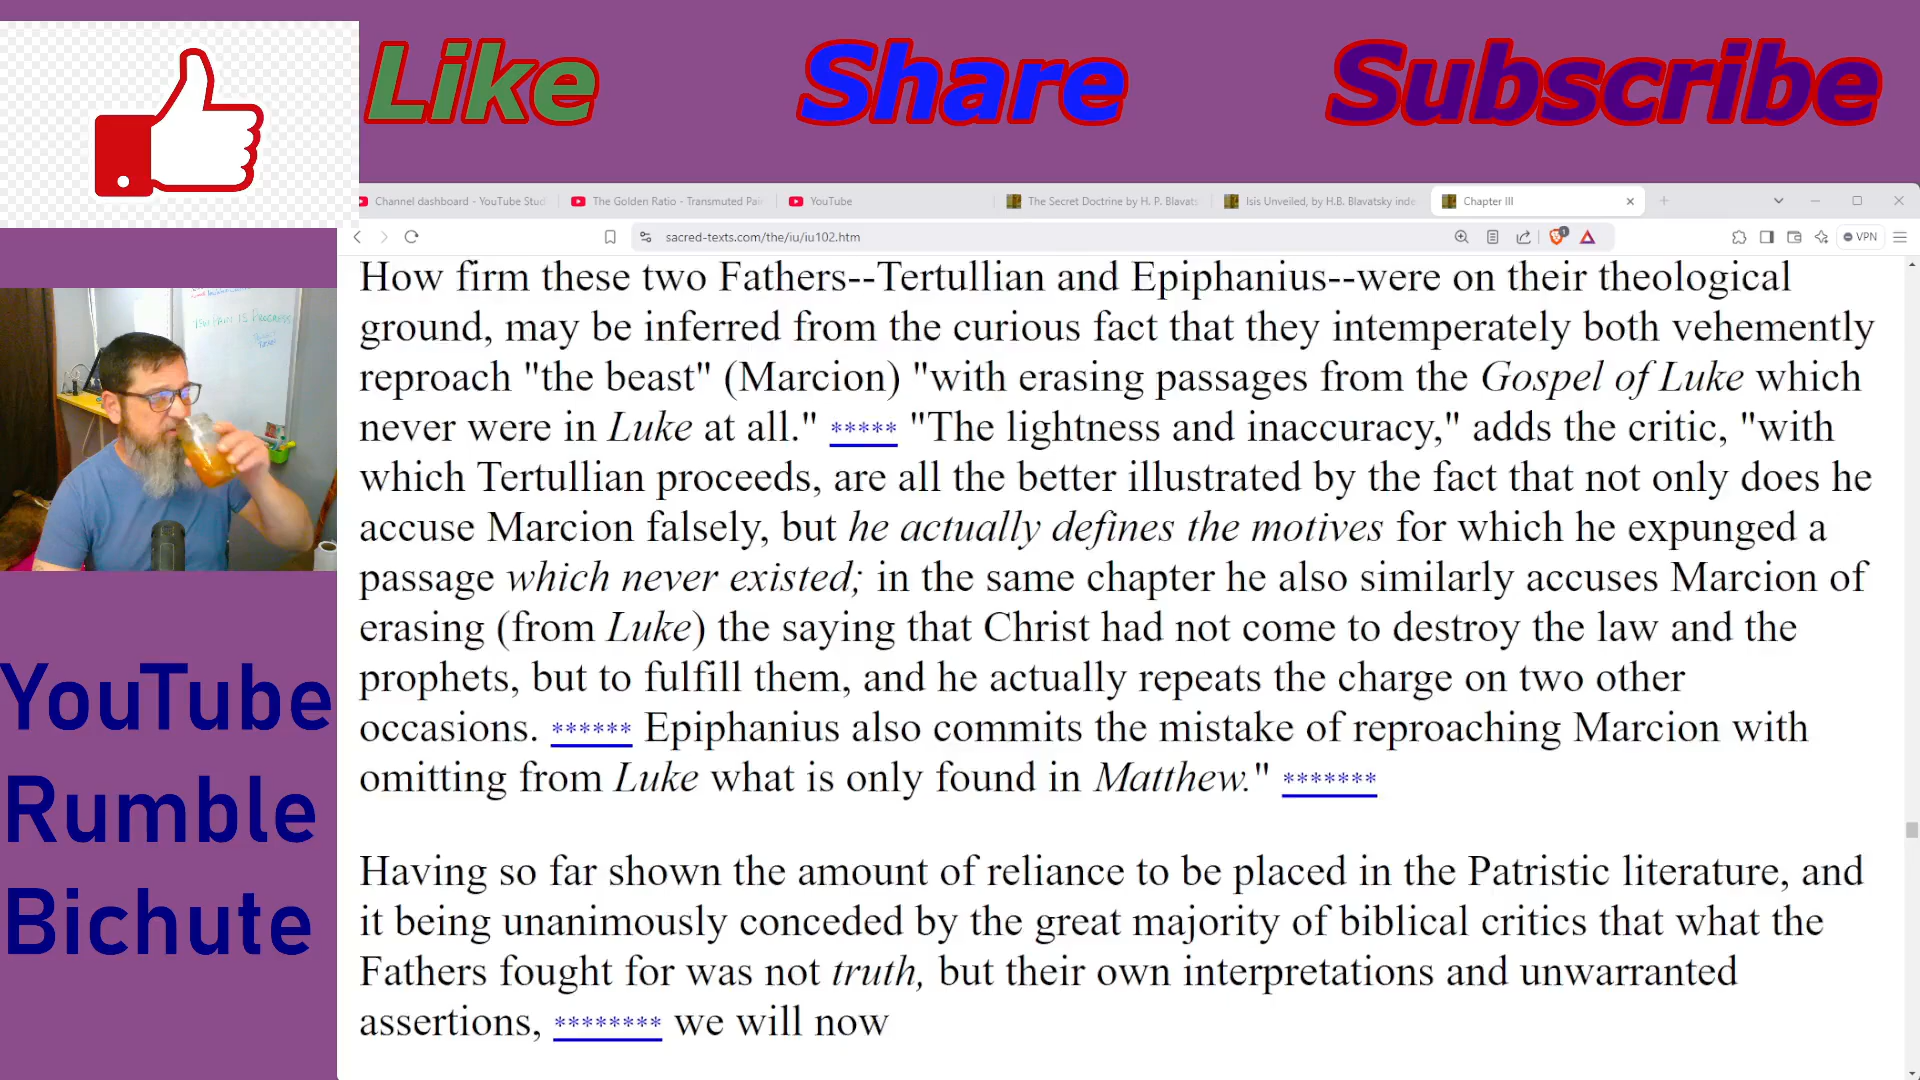 Like Share Subscribe
Channel dashboard - YouTube Stud
The Golden Ratio - Transmuted Pai
YouTube
The Secret Doctrine by H. P. Blavats
Isis Unveiled, by H.B. Blavatsky inde
Chapter III
sacred-texts.com/the/iu/iu102.htm
1
VPN
How firm these two Fathers--Tertullian and Epiphanius--were on their theological
ground, may be inferred from the curious fact that they intemperately both vehemently
reproach "the beast" (Marcion) "with erasing passages from the Gospel of Luke which
never were in Luke at all." ***** "The lightness and inaccuracy," adds the critic, "with
which Tertullian proceeds, are all the better illustrated by the fact that not only does he
accuse Marcion falsely, but he actually defines the motives for which he expunged a
passage which never existed; in the same chapter he also similarly accuses Marcion of
erasing (from Luke) the saying that Christ had not come to destroy the law and the
prophets, but to fulfill them, and he actually repeats the charge on two other
occasions. ****** Epiphanius also commits the mistake of reproaching Marcion with
omitting from Luke what is only found in Matthew." *******
Having so far shown the amount of reliance to be placed in the Patristic literature, and
it being unanimously conceded by the great majority of biblical critics that what the
Fathers fought for was not truth, but their own interpretations and unwarranted
assertions, ******** we will now
YOUR PAIN IS PROGRESS
YouTube
Rumble
Bichute